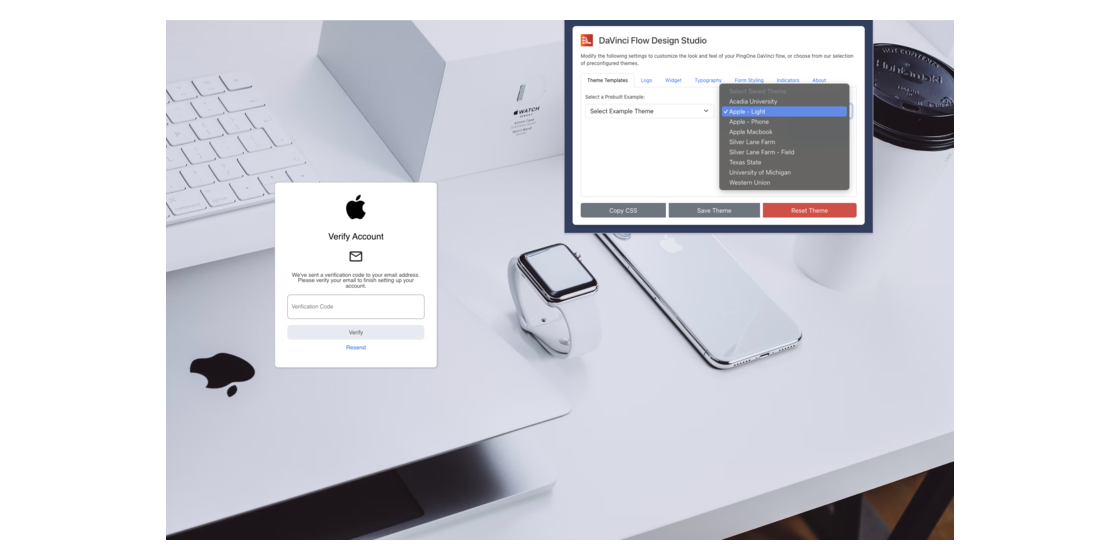 DaVinci Flow Design Studio
Modify the following settings to customize the look and feel of your PingOne DaVinci flow, or choose from our selection
of preconfigured themes.
Theme Templates
Logo
Widget
Typography
Form Styling
Indicators
About
Select a Prebuilt Example:
Select Example Theme
Select Saved Theme
Acadia University
✓ Apple - Light
Apple - Phone
Apple Macbook
Silver Lane Farm
Silver Lane Farm - Field
Texas State
University of Michigan
Western Union
Copy CSS
Save Theme
Reset Theme
WATCH
Verify Account
We've sent a verification code to your email address.
Please verify your email to finish setting up your
account.
Verification Code
Verify
Resend